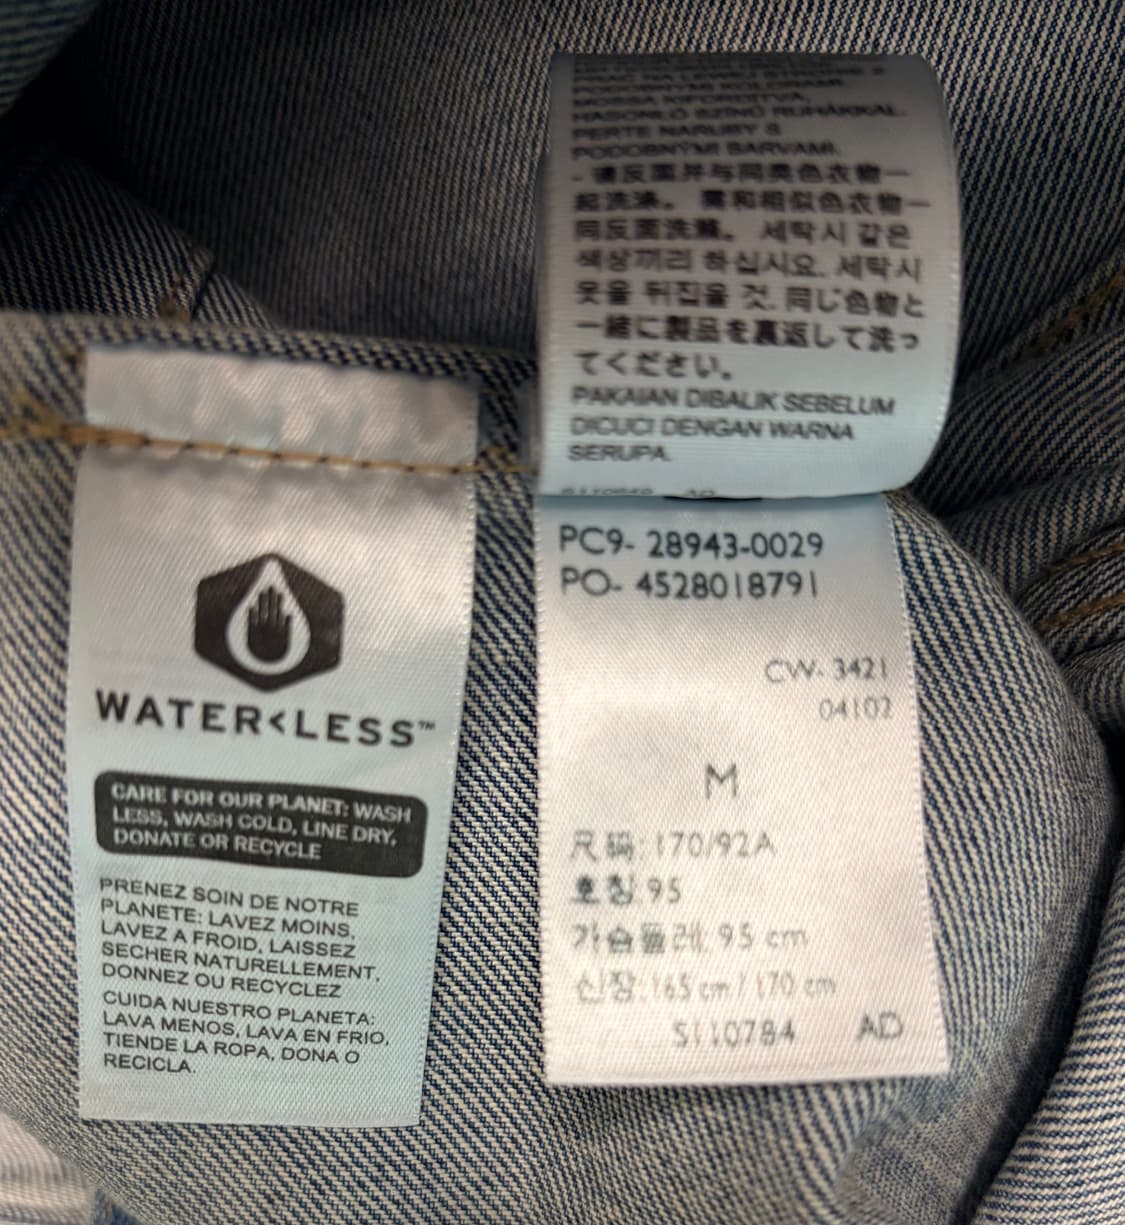 PODOBNÝMI KOLORAMI
HASONLÓ SZÍNŰ RUHÁKKAL.
PERTE NARUBY S
PODOBNÝMI BARVAMI.
- 请反面并与同类色衣物一
起洗涤。 需和相似色衣物一
同反面洗滌。 세탁시 같은
색상끼리 하십시오. 세탁시
옷을 뒤집을 것. 同じ色物と
一緒に製品を裏返して洗っ
てください。
PAKAIAN DIBALIK SEBELUM
DICUCI DENGAN WARNA
SERUPA.
PC9- 28943-0029
PO- 4528018791
CW- 3421
04102
M
尺码: 170/92A
호칭 95
가슴둘레: 95 cm
신장: 165 cm / 170 cm
S110784 AD
WATER<LESS™
CARE FOR OUR PLANET: WASH
LESS, WASH COLD, LINE DRY,
DONATE OR RECYCLE
PRENEZ SOIN DE NOTRE
PLANETE: LAVEZ MOINS,
LAVEZ A FROID, LAISSEZ
SECHER NATURELLEMENT,
DONNEZ OU RECYCLEZ
CUIDA NUESTRO PLANETA:
LAVA MENOS, LAVA EN FRIO,
TIENDE LA ROPA, DONA O
RECICLA.